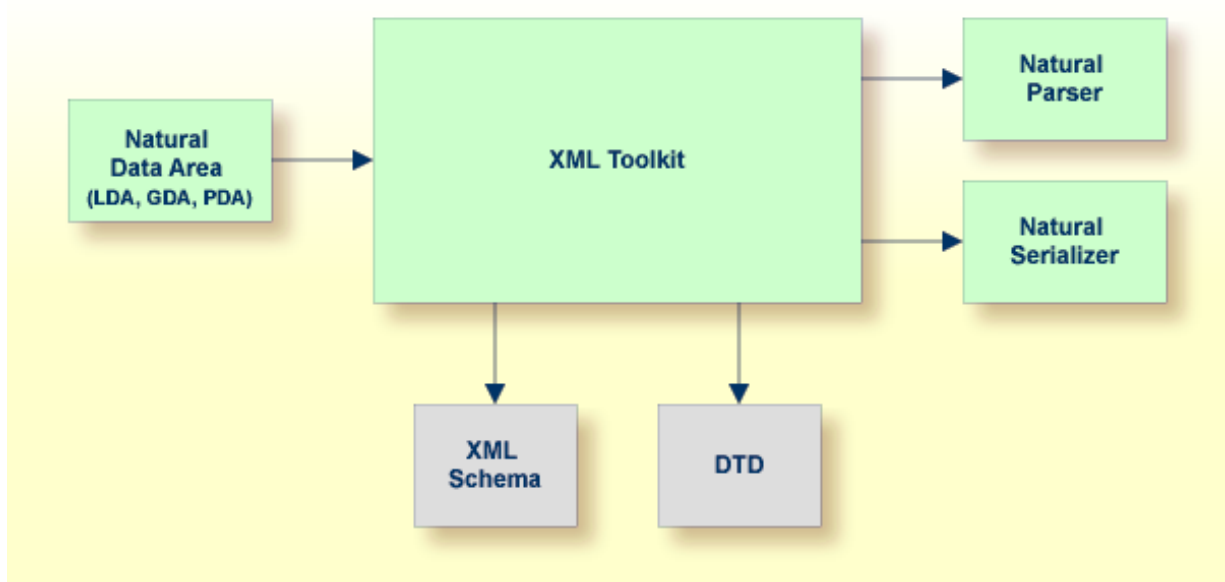 Natural
Data Area
(LDA, GDA, PDA)
XML Toolkit
Natural
Parser
Natural
Serializer
XML
Schema
DTD